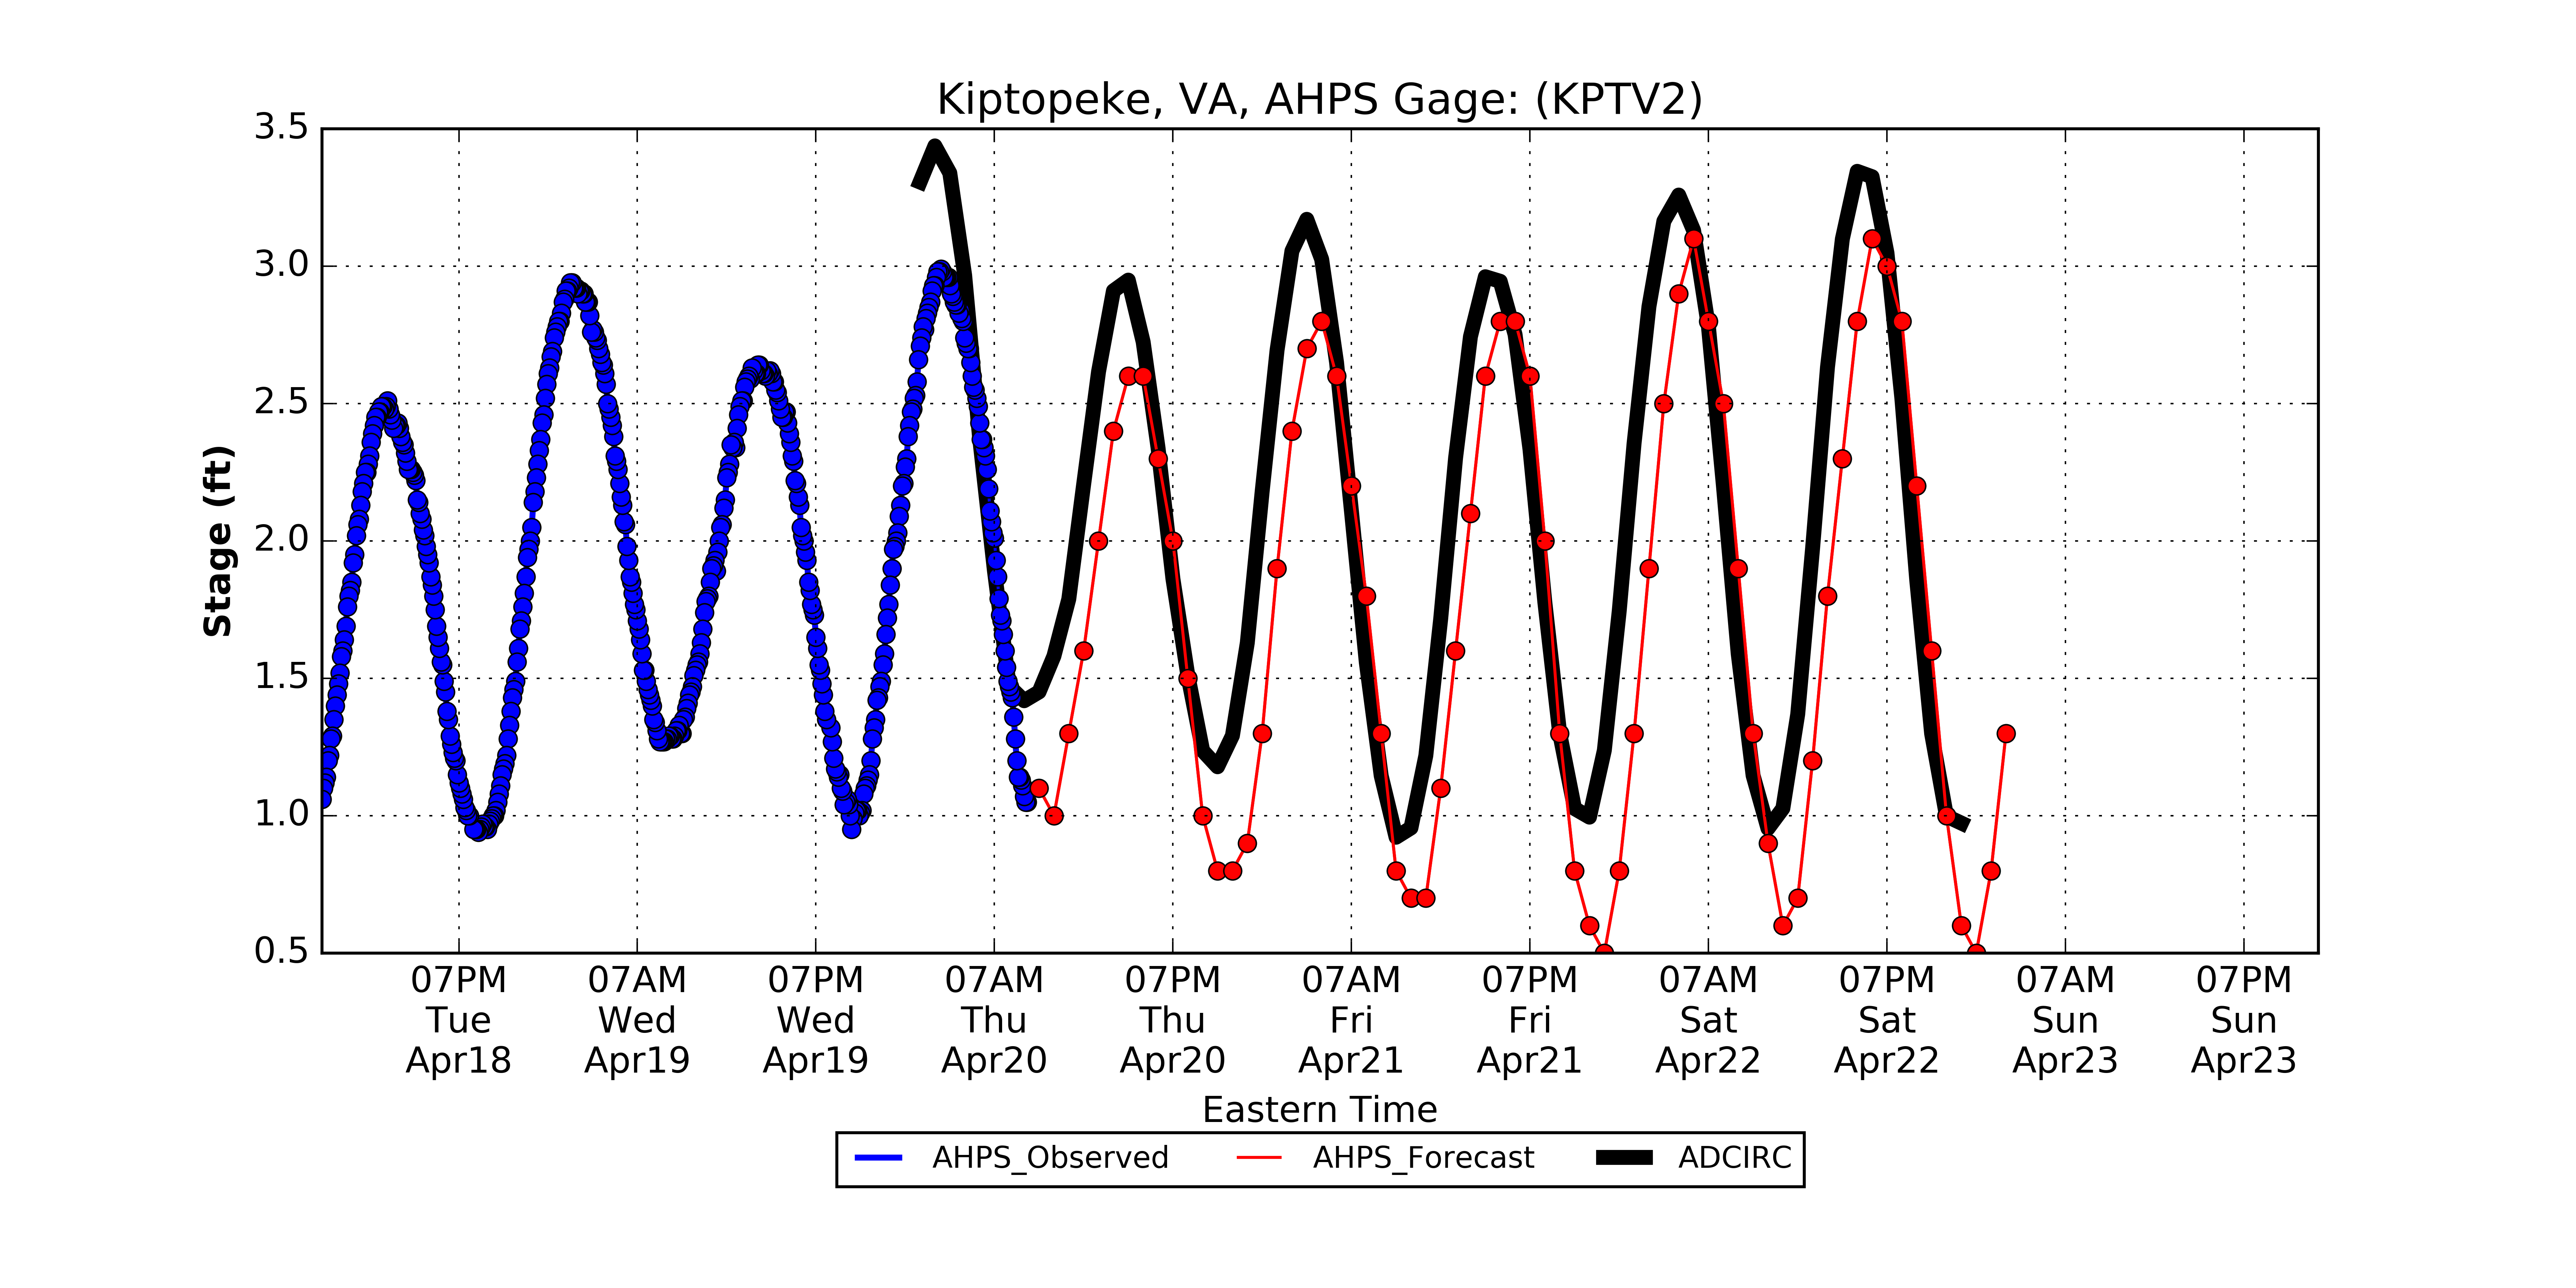 Kiptopeke, VA, AHPS Gage: (KPTV2)
3.5
3.0
2.5
2.0
1.5
1.0
0.5
Stage (ft)
07PM 07AM 07PM 07AM 07PM 07AM 07PM 07AM 07PM 07AM 07PM
Tue Wed Wed Thu Thu Fri Fri Sat Sat Sun Sun
Apr18 Apr19 Apr19 Apr20 Apr20 Apr21 Apr21 Apr22 Apr22 Apr23 Apr23
Eastern Time
AHPS_Observed AHPS_Forecast ADCIRC